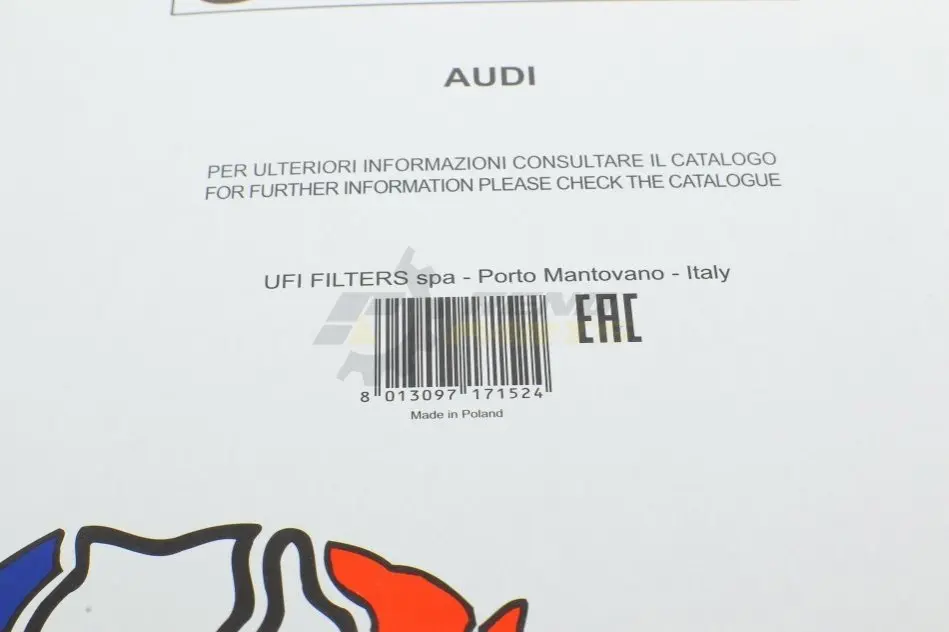 AUDI
PER ULTERIORI INFORMAZIONI CONSULTARE IL CATALOGO
FOR FURTHER INFORMATION PLEASE CHECK THE CATALOGUE
UFI FILTERS spa - Porto Mantovano - Italy
EAC
8 013097 171524
Made in Poland